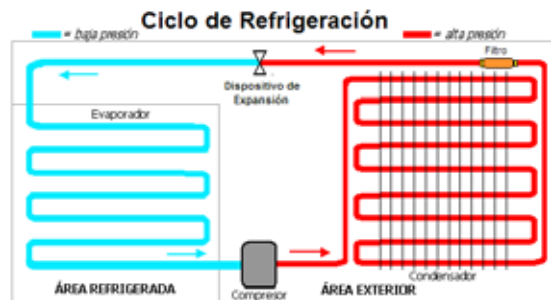 Ciclo de Refrigeración
= baja presión
= alta presión
Filtro
Dispositivo de
Expansión
Evaporador
Condensador
ÁREA REFRIGERADA
Compresor
ÁREA EXTERIOR